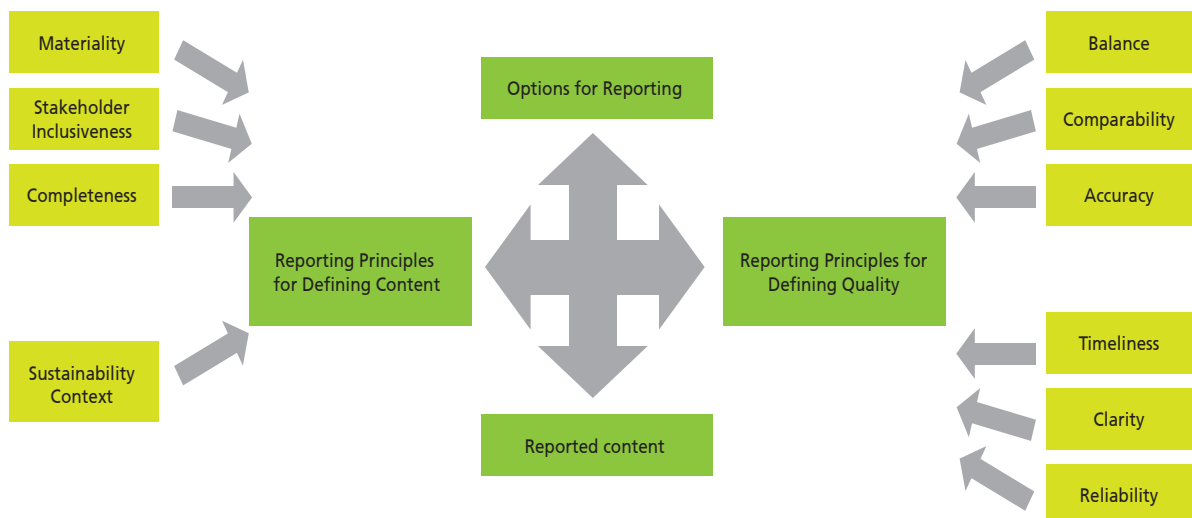 Materiality
Stakeholder
Inclusiveness
Completeness
Sustainability
Context
Reporting Principles
for Defining Content
Options for Reporting
Reported content
Reporting Principles for
Defining Quality
Balance
Comparability
Accuracy
Timeliness
Clarity
Reliability